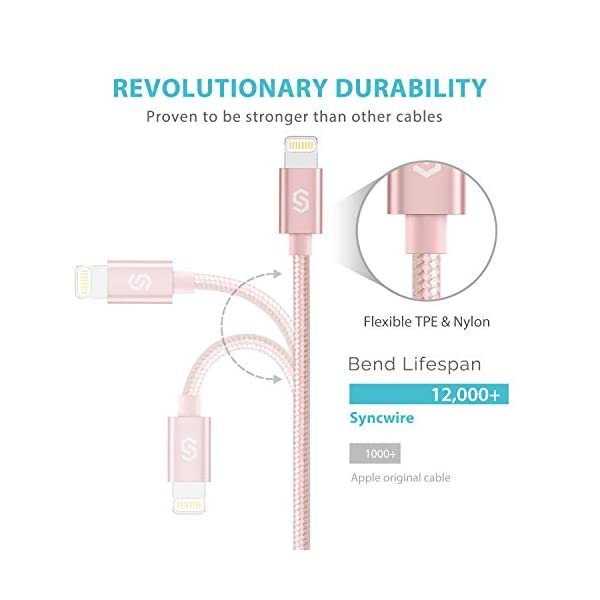 REVOLUTIONARY DURABILITY
Proven to be stronger than other cables
Flexible TPE & Nylon
Bend Lifespan
12,000+
Syncwire
1000+
Apple original cable